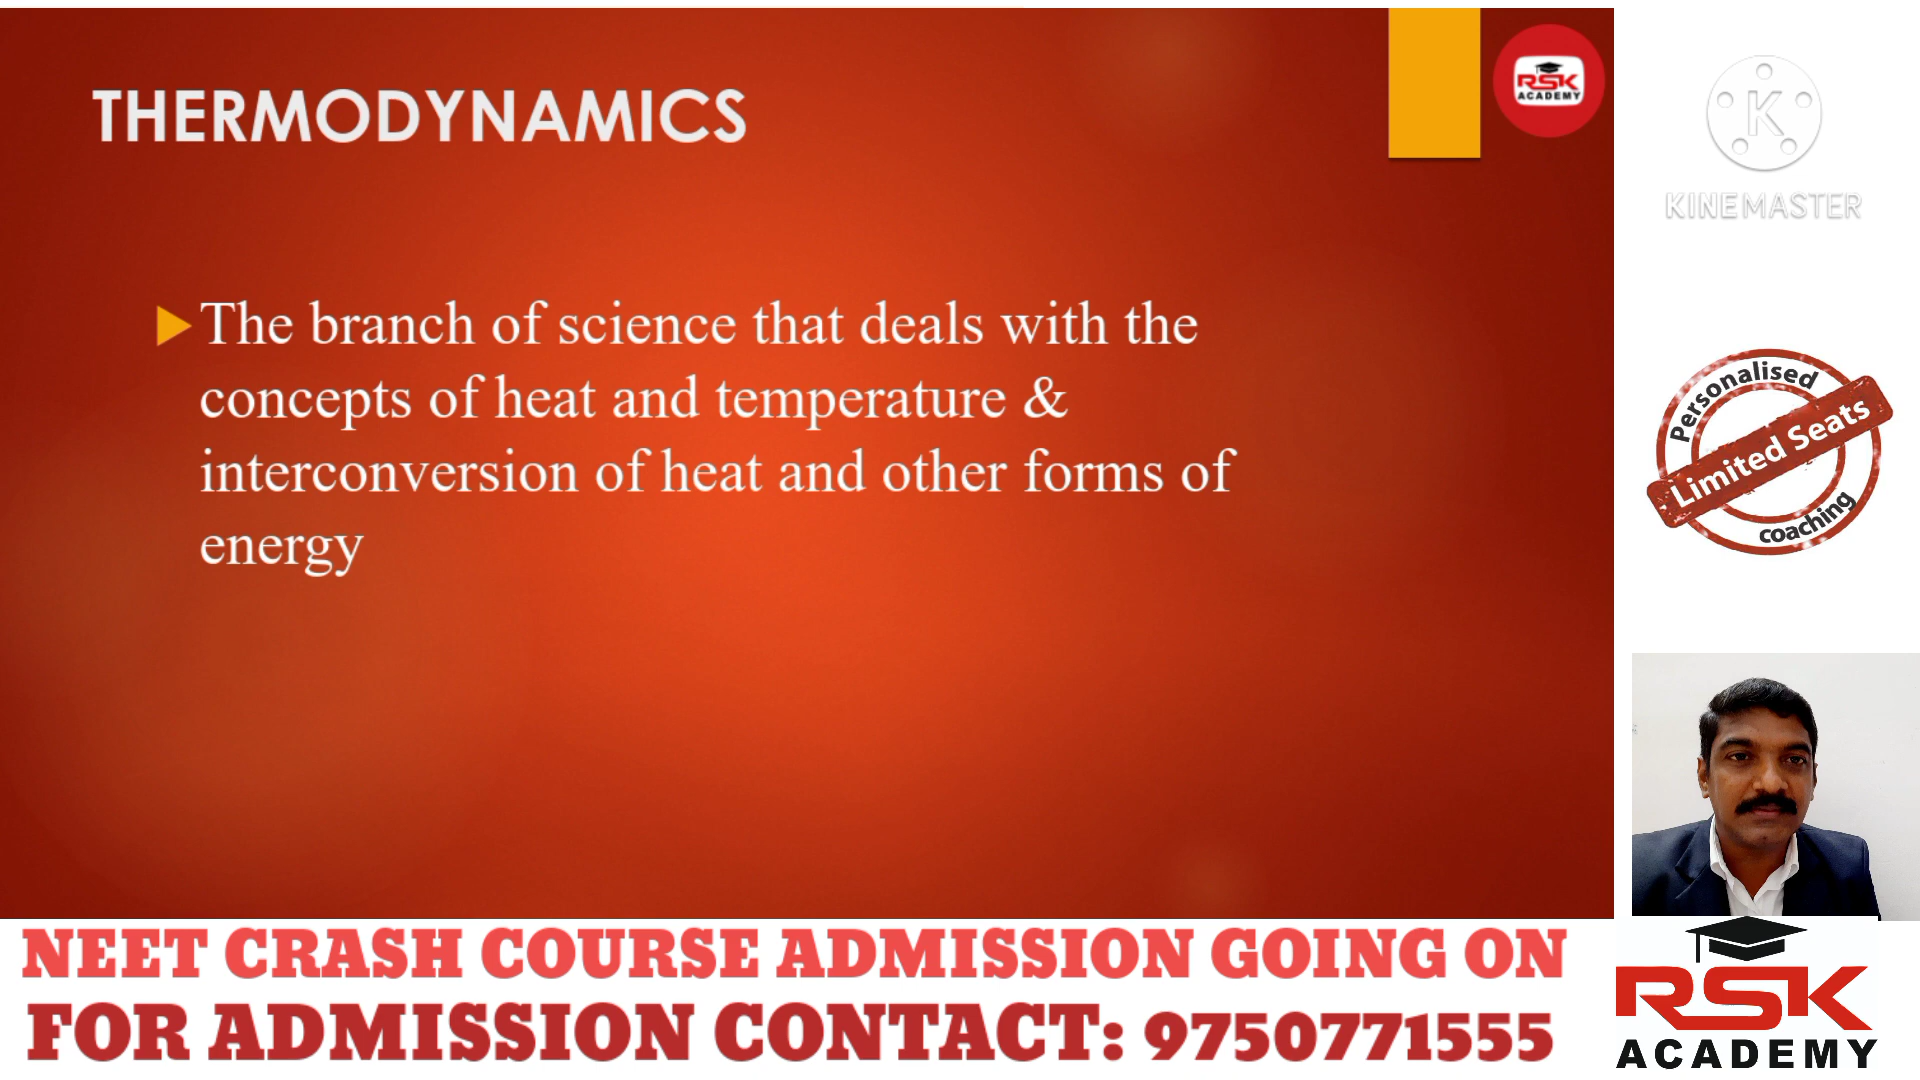 THERMODYNAMICS
The branch of science that deals with the
concepts of heat and temperature &
interconversion of heat and other forms of
energy
RSK
ACADEMY
K
KINEMASTER
Personalised
Limited Seats
coaching
NEET CRASH COURSE ADMISSION GOING ON
FOR ADMISSION CONTACT: 9750771555
RSK
ACADEMY